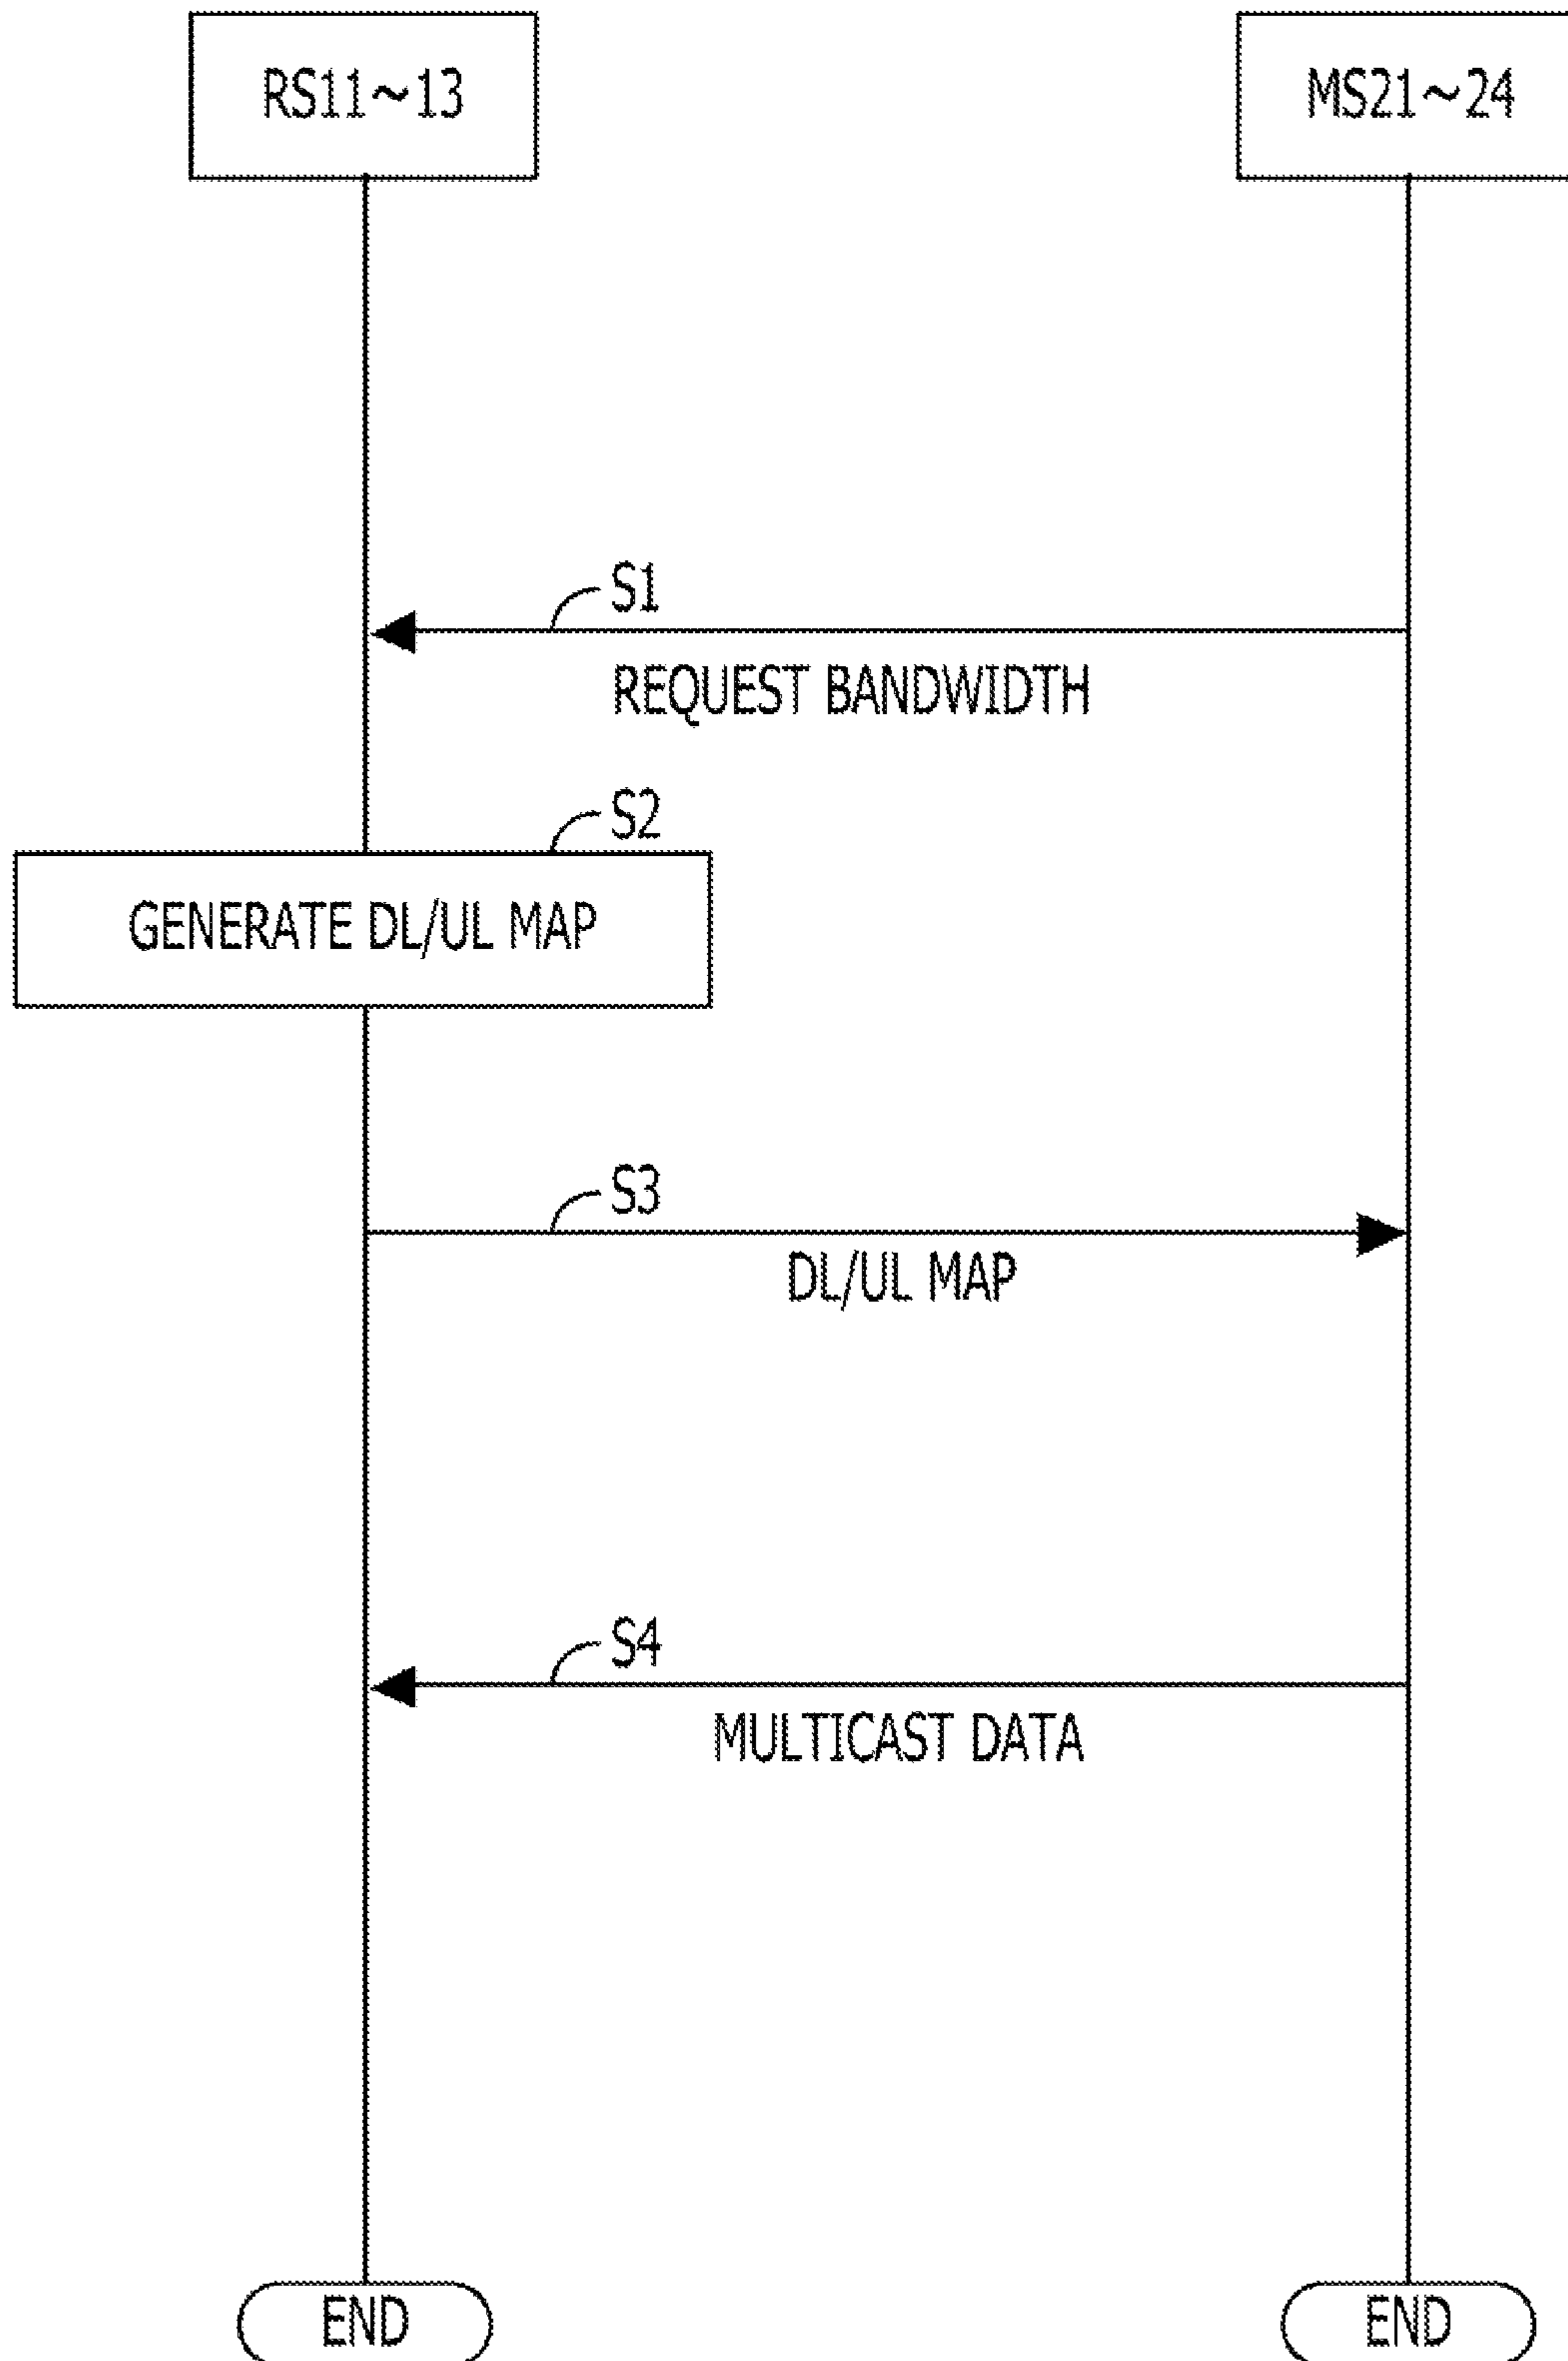 RS11~13
MS21~24
S1
REQUEST BANDWIDTH
S2
GENERATE DL/UL MAP
S3
DL/UL MAP
S4
MULTICAST DATA
END
END